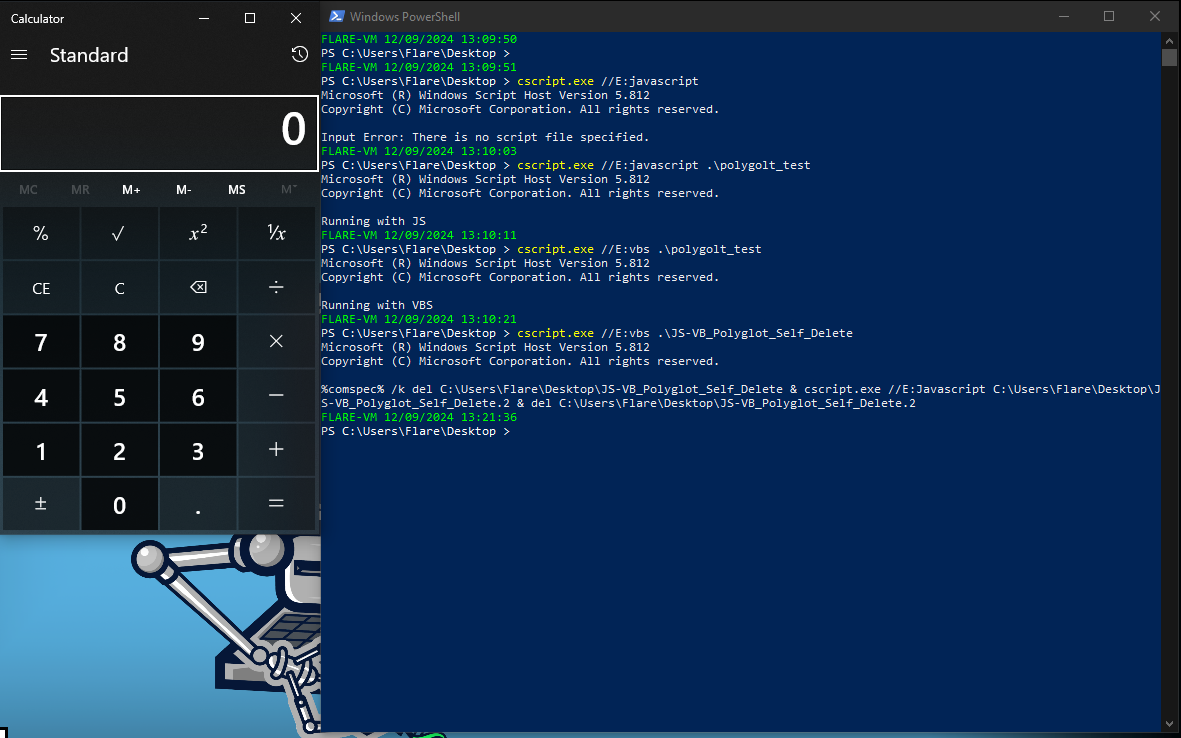 Calculator
Standard
0
MC MR M+ M- MS M˅
% √ x² ¹/x
CE C ⌫ ÷
7 8 9 ×
4 5 6 −
1 2 3 +
± 0 . =
Windows PowerShell
FLARE-VM 12/09/2024 13:09:50
PS C:\Users\Flare\Desktop >
FLARE-VM 12/09/2024 13:09:51
PS C:\Users\Flare\Desktop > cscript.exe //E:javascript
Microsoft (R) Windows Script Host Version 5.812
Copyright (C) Microsoft Corporation. All rights reserved.
Input Error: There is no script file specified.
FLARE-VM 12/09/2024 13:10:03
PS C:\Users\Flare\Desktop > cscript.exe //E:javascript .\polygolt_test
Microsoft (R) Windows Script Host Version 5.812
Copyright (C) Microsoft Corporation. All rights reserved.
Running with JS
FLARE-VM 12/09/2024 13:10:11
PS C:\Users\Flare\Desktop > cscript.exe //E:vbs .\polygolt_test
Microsoft (R) Windows Script Host Version 5.812
Copyright (C) Microsoft Corporation. All rights reserved.
Running with VBS
FLARE-VM 12/09/2024 13:10:21
PS C:\Users\Flare\Desktop > cscript.exe //E:vbs .\JS-VB_Polyglot_Self_Delete
Microsoft (R) Windows Script Host Version 5.812
Copyright (C) Microsoft Corporation. All rights reserved.
%comspec% /k del C:\Users\Flare\Desktop\JS-VB_Polyglot_Self_Delete & cscript.exe //E:Javascript C:\Users\Flare\Desktop\J
S-VB_Polyglot_Self_Delete.2 & del C:\Users\Flare\Desktop\JS-VB_Polyglot_Self_Delete.2
FLARE-VM 12/09/2024 13:21:36
PS C:\Users\Flare\Desktop >